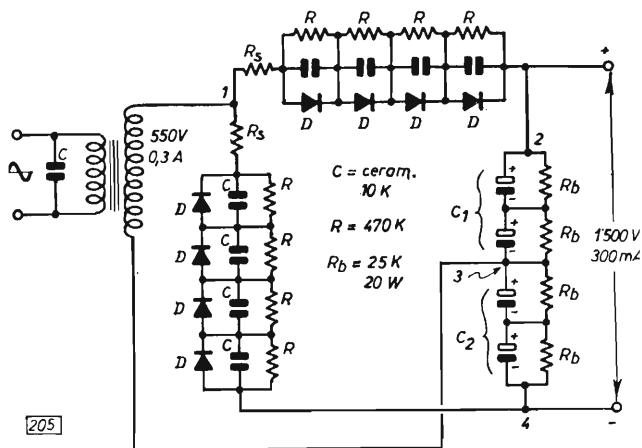 R R R R
Rs
D D D D
+
1
2
C
550V
0,3 A
Rs
C = ceram.
10 K
R = 470 K
Rb = 25 K
20 W
D C R
D C R
D C R
D C R
C1
+ - Rb
+ - Rb
3
C2
+ - Rb
+ - Rb
1'500 V
300 mA
4
-
205